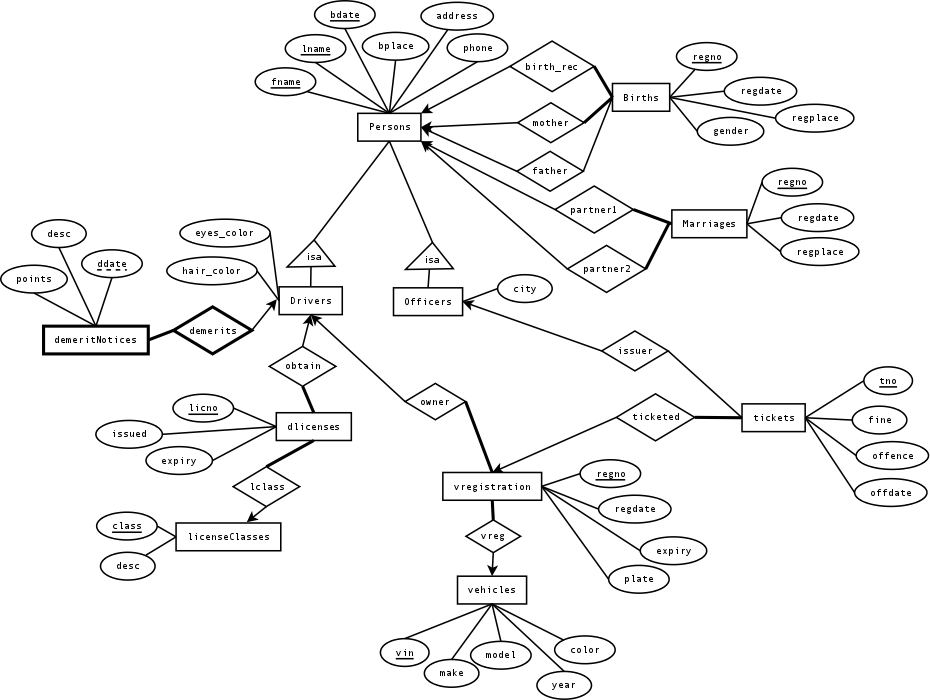 bdate
address
lname
bplace
phone
fname
birth_rec
regno
Births
regdate
regplace
gender
Persons
mother
father
regno
partner1
Marriages
regdate
regplace
partner2
desc
eyes_color
isa
isa
points
ddate
hair_color
Drivers
Officers
city
demeritNotices
demerits
obtain
issuer
tno
licno
owner
ticketed
tickets
fine
issued
dlicenses
offence
expiry
lclass
vregistration
regno
offdate
regdate
class
licenseClasses
vreg
expiry
desc
plate
vehicles
vin
make
model
color
year